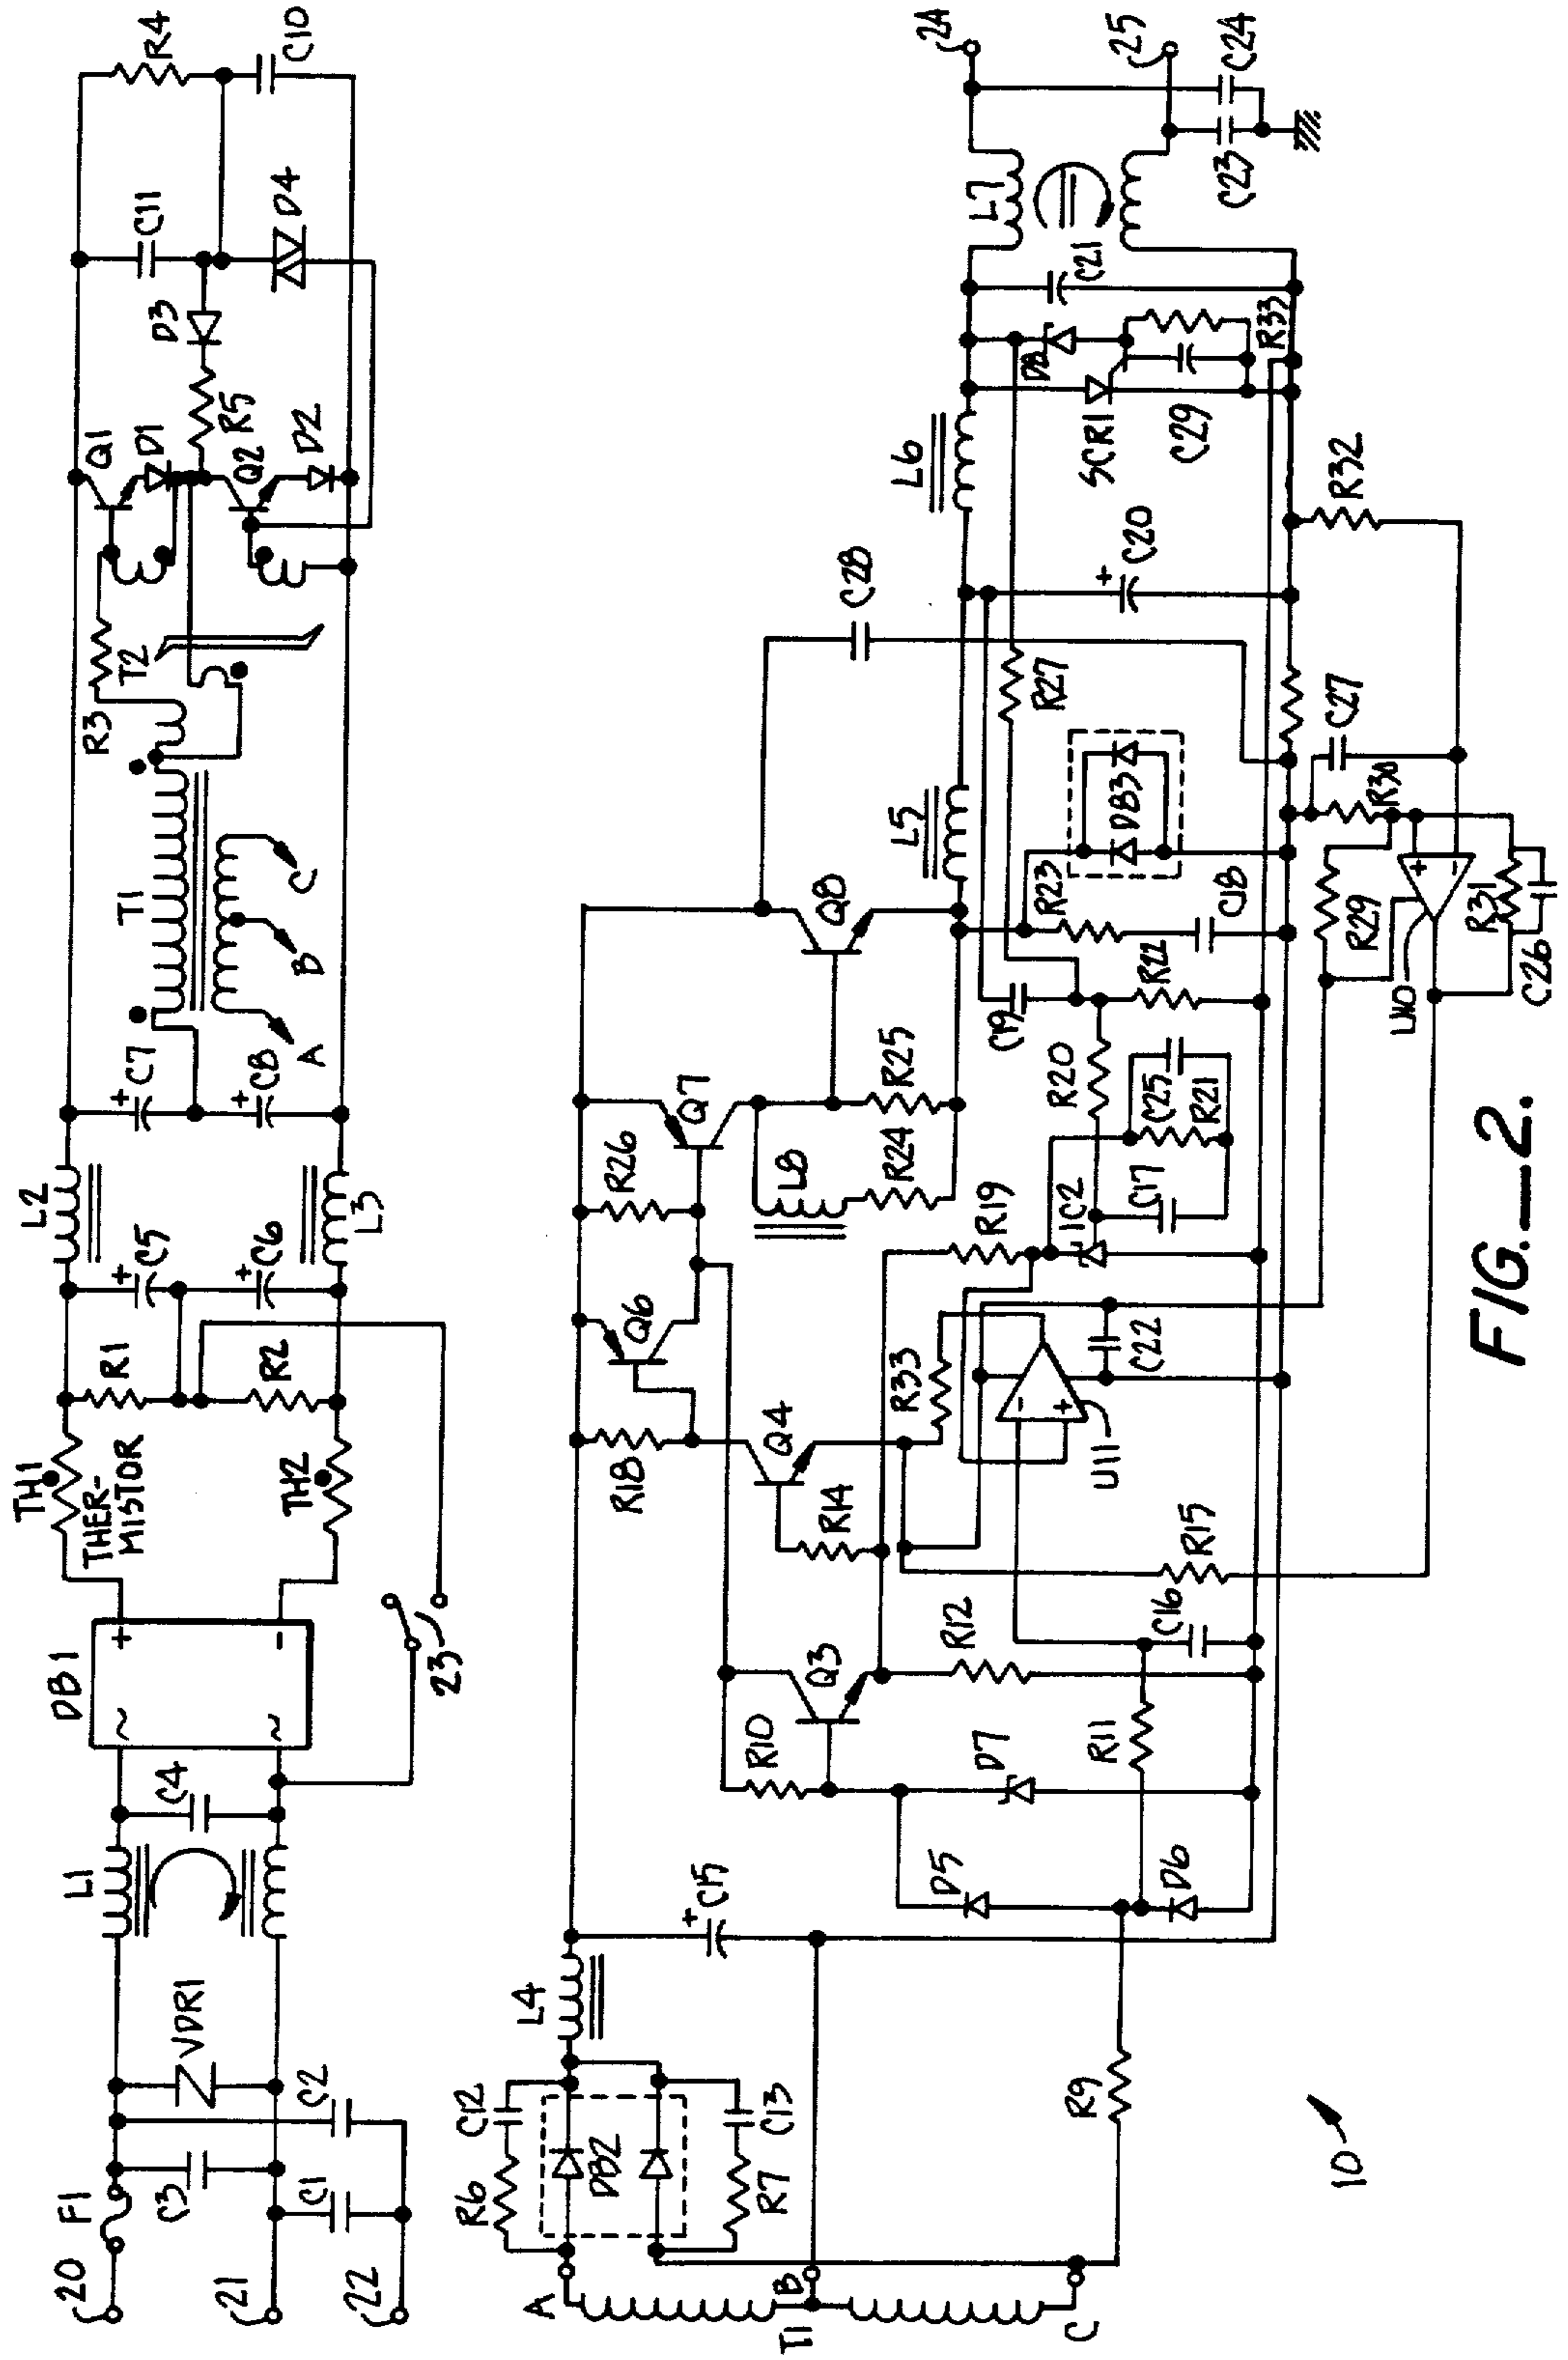 20
F1
C3
21
C1
22
C2
VDR1
L1
C4
DB1
~
+
~
-
23
TH1
THER-
MISTOR
TH2
R1
R2
+
C5
+
C6
L2
L3
+
C7
+
C8
T1
A
B
C
R3
T2
Q1
D1
R5
Q2
D2
D3
C11
D4
R4
C10
A
T1
B
C
R6
C12
DB2
R7
C13
L4
R9
+
C15
D5
D6
D7
R10
Q3
R11
R12
C16
R14
R15
Q4
R18
Q6
R33
-
+
U11
C22
R26
Q7
L8
R24
R25
R19
IC2
C17
R20
C25
R21
Q8
C19
R22
R23
C18
L5
DB3
R27
C28
+
C20
L6
SCR1
D8
C29
R33
C21
L7
24
25
C23
C24
R29
R30
C27
R32
+
-
U10
R31
C26
10
FIG.—2.